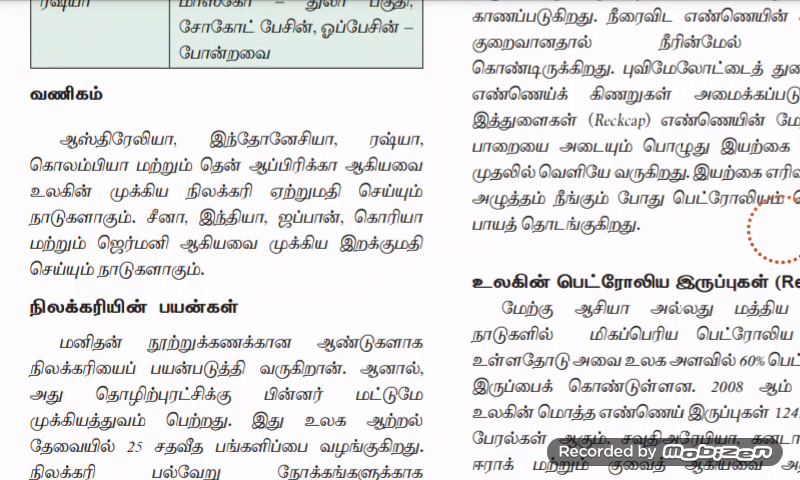 ரஷ்யா
மாஸ்கோ – துலா பகுதி,
சோகோட் பேசின், ஓப்பேசின் –
போன்றவை
வணிகம்
ஆஸ்திரேலியா, இந்தோனேசியா, ரஷ்யா,
கொலம்பியா மற்றும் தென் ஆப்பிரிக்கா ஆகியவை
உலகின் முக்கிய நிலக்கரி ஏற்றுமதி செய்யும்
நாடுகளாகும். சீனா, இந்தியா, ஜப்பான், கொரியா
மற்றும் ஜெர்மனி ஆகியவை முக்கிய இறக்குமதி
செய்யும் நாடுகளாகும்.
நிலக்கரியின் பயன்கள்
மனிதன் நூற்றுக்கணக்கான ஆண்டுகளாக
நிலக்கரியைப் பயன்படுத்தி வருகிறான். ஆனால்,
அது தொழிற்புரட்சிக்கு பின்னர் மட்டுமே
முக்கியத்துவம் பெற்றது. இது உலக ஆற்றல்
தேவையில் 25 சதவீத பங்களிப்பை வழங்குகிறது.
நிலக்கரி பல்வேறு நோக்கங்களுக்காக
காணப்படுகிறது. நீரைவிட எண்ணெயின்
குறைவானதால் நீரின்மேல்
கொண்டிருக்கிறது. புவிமேலோட்டைத்
எண்ணெய்க் கிணறுகள்
இத்துளைகள் (Reckcap) எண்ணெயின்
பாறையை அடையும் பொழுது இயற்கை
முதலில் வெளியே வருகிறது. இயற்கை
அழுத்தம் நீங்கும் போது பெட்ரோலியம்
பாயத் தொடங்குகிறது.
உலகின் பெட்ரோலிய இருப்புகள்
மேற்கு ஆசியா அல்லது மத்திய
நாடுகளில் மிகப்பெரிய பெட்ரோலிய
உள்ளதோடு அவை உலக அளவில் 60%
இருப்பைக் கொண்டுள்ளன. 2008 ஆம்
உலகின் மொத்த எண்ணெய் இருப்புகள்
பேரல்கள் ஆகும். சவுதிஅரேபியா,
ஈராக் மற்றும் குவைத் ஆகியவை
Recorded by mobizen